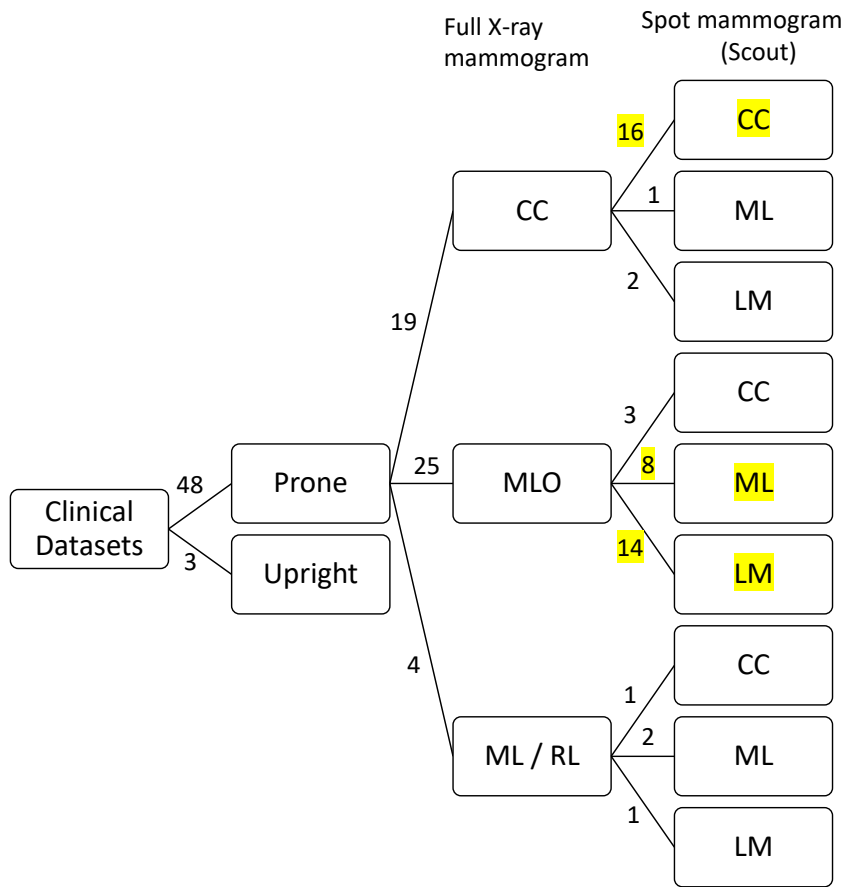 Full X-ray
mammogram
Spot mammogram
(Scout)
16
CC
1
ML
2
LM
CC
19
3
CC
8
ML
14
LM
25
MLO
48
Prone
Clinical
Datasets
3
Upright
4
1
CC
2
ML
1
LM
ML / RL